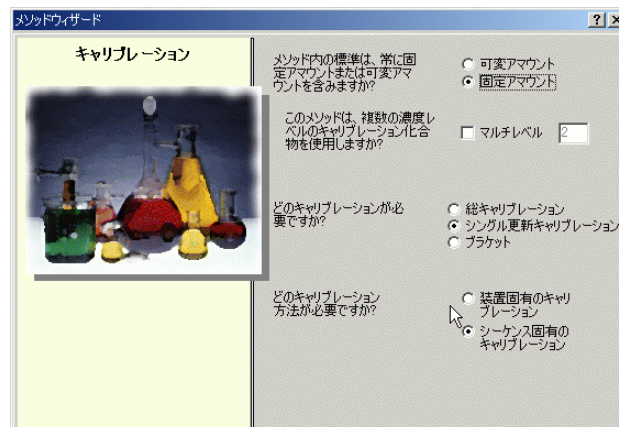 メソッドウィザード
キャリブレーション
メソッド内の標準は、常に固
定アマウントまたは可変アマ
ウントを含みますか?
可変アマウント
固定アマウント
このメソッドは、複数の濃度レ
ベルのキャリブレーション化合
物を使用しますか?
マルチレベル 2
どのキャリブレーションが必
要ですか?
総キャリブレーション
シングル更新キャリブレーション
ブラケット
どのキャリブレーション
方法が必要ですか?
装置固有のキャリ
ブレーション
シーケンス固有の
キャリブレーション